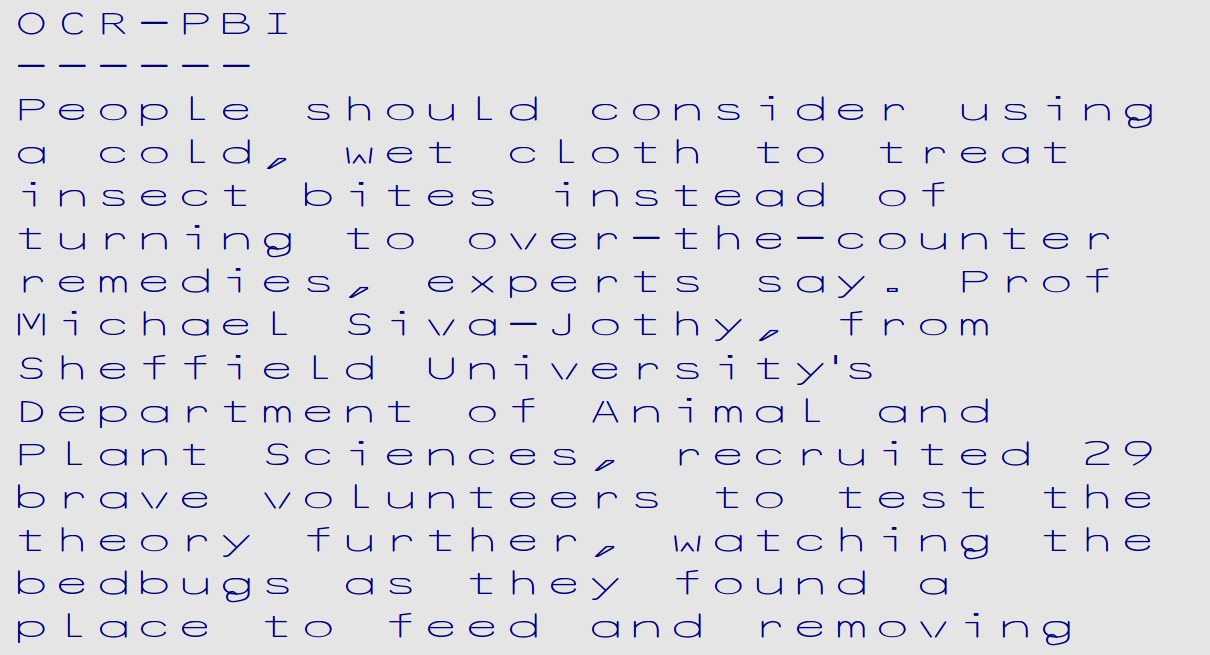 OCR-PBI
------
People should consider using
a cold, wet cloth to treat
insect bites instead of
turning to over-the-counter
remedies, experts say. Prof
Michael Siva-Jothy, from
Sheffield University's
Department of Animal and
Plant Sciences, recruited 29
brave volunteers to test the
theory further, watching the
bedbugs as they found a
place to feed and removing